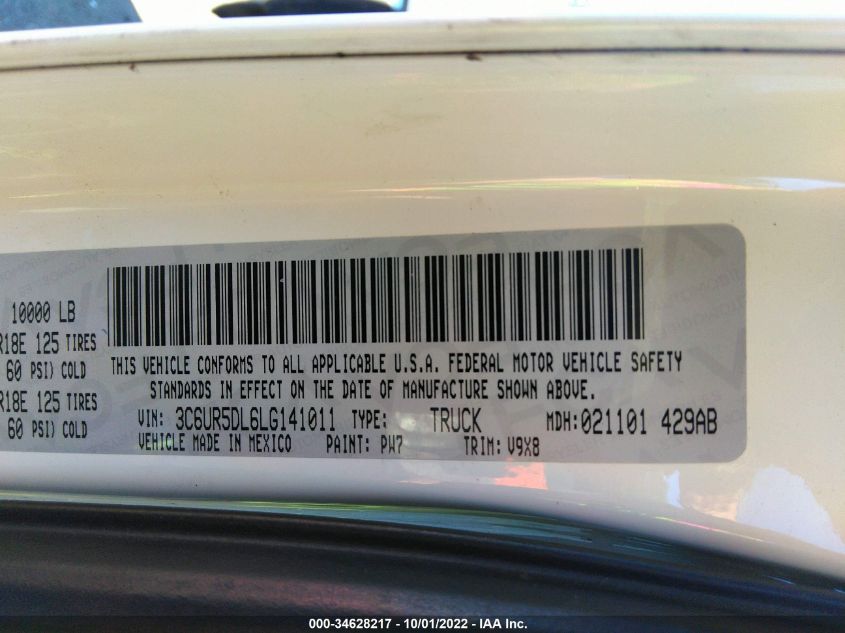 10000 LB
R18E 125 TIRES
60 PSI) COLD
R18E 125 TIRES
60 PSI) COLD
THIS VEHICLE CONFORMS TO ALL APPLICABLE U.S.A. FEDERAL MOTOR VEHICLE SAFETY
STANDARDS IN EFFECT ON THE DATE OF MANUFACTURE SHOWN ABOVE.
VIN: 3C6UR5DL6LG141011 TYPE: TRUCK MDH:021101 429AB
VEHICLE MADE IN MEXICO PAINT: PW7 TRIM: V9X8
000-34628217 - 10/01/2022 - IAA Inc.